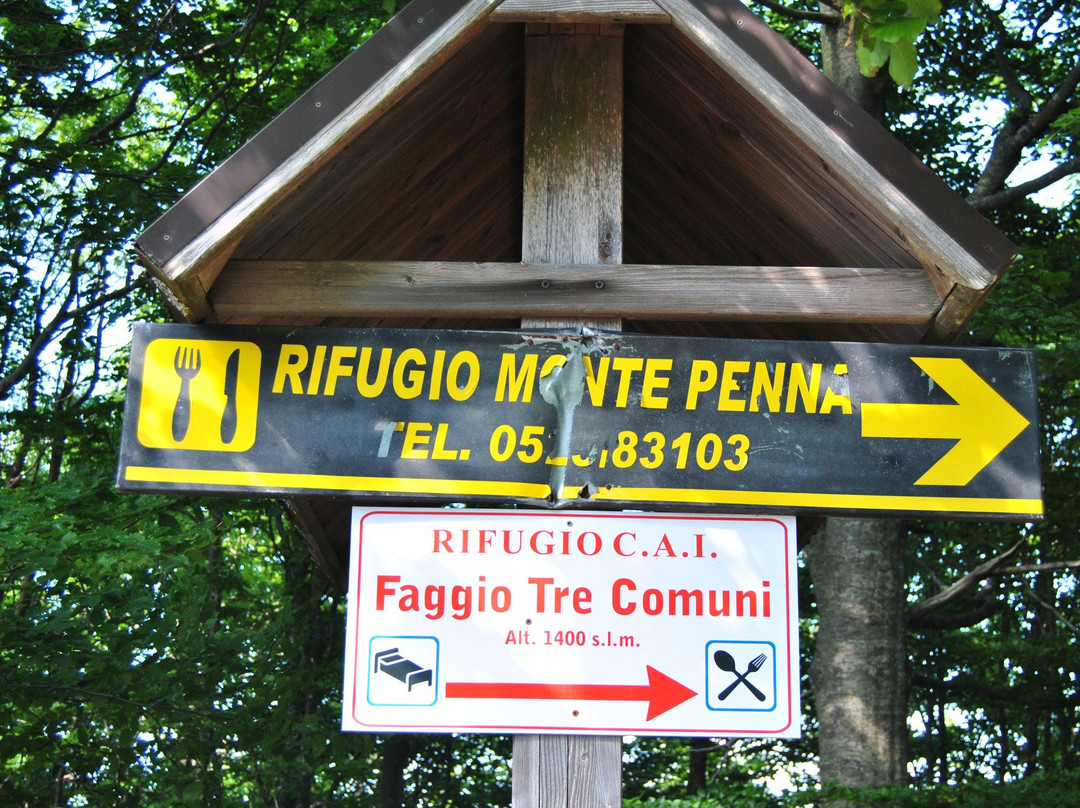 RIFUGIO MONTE PENNA
TEL. 83103
RIFUGIO C.A.I.
Faggio Tre Comuni
Alt. 1400 s.l.m.